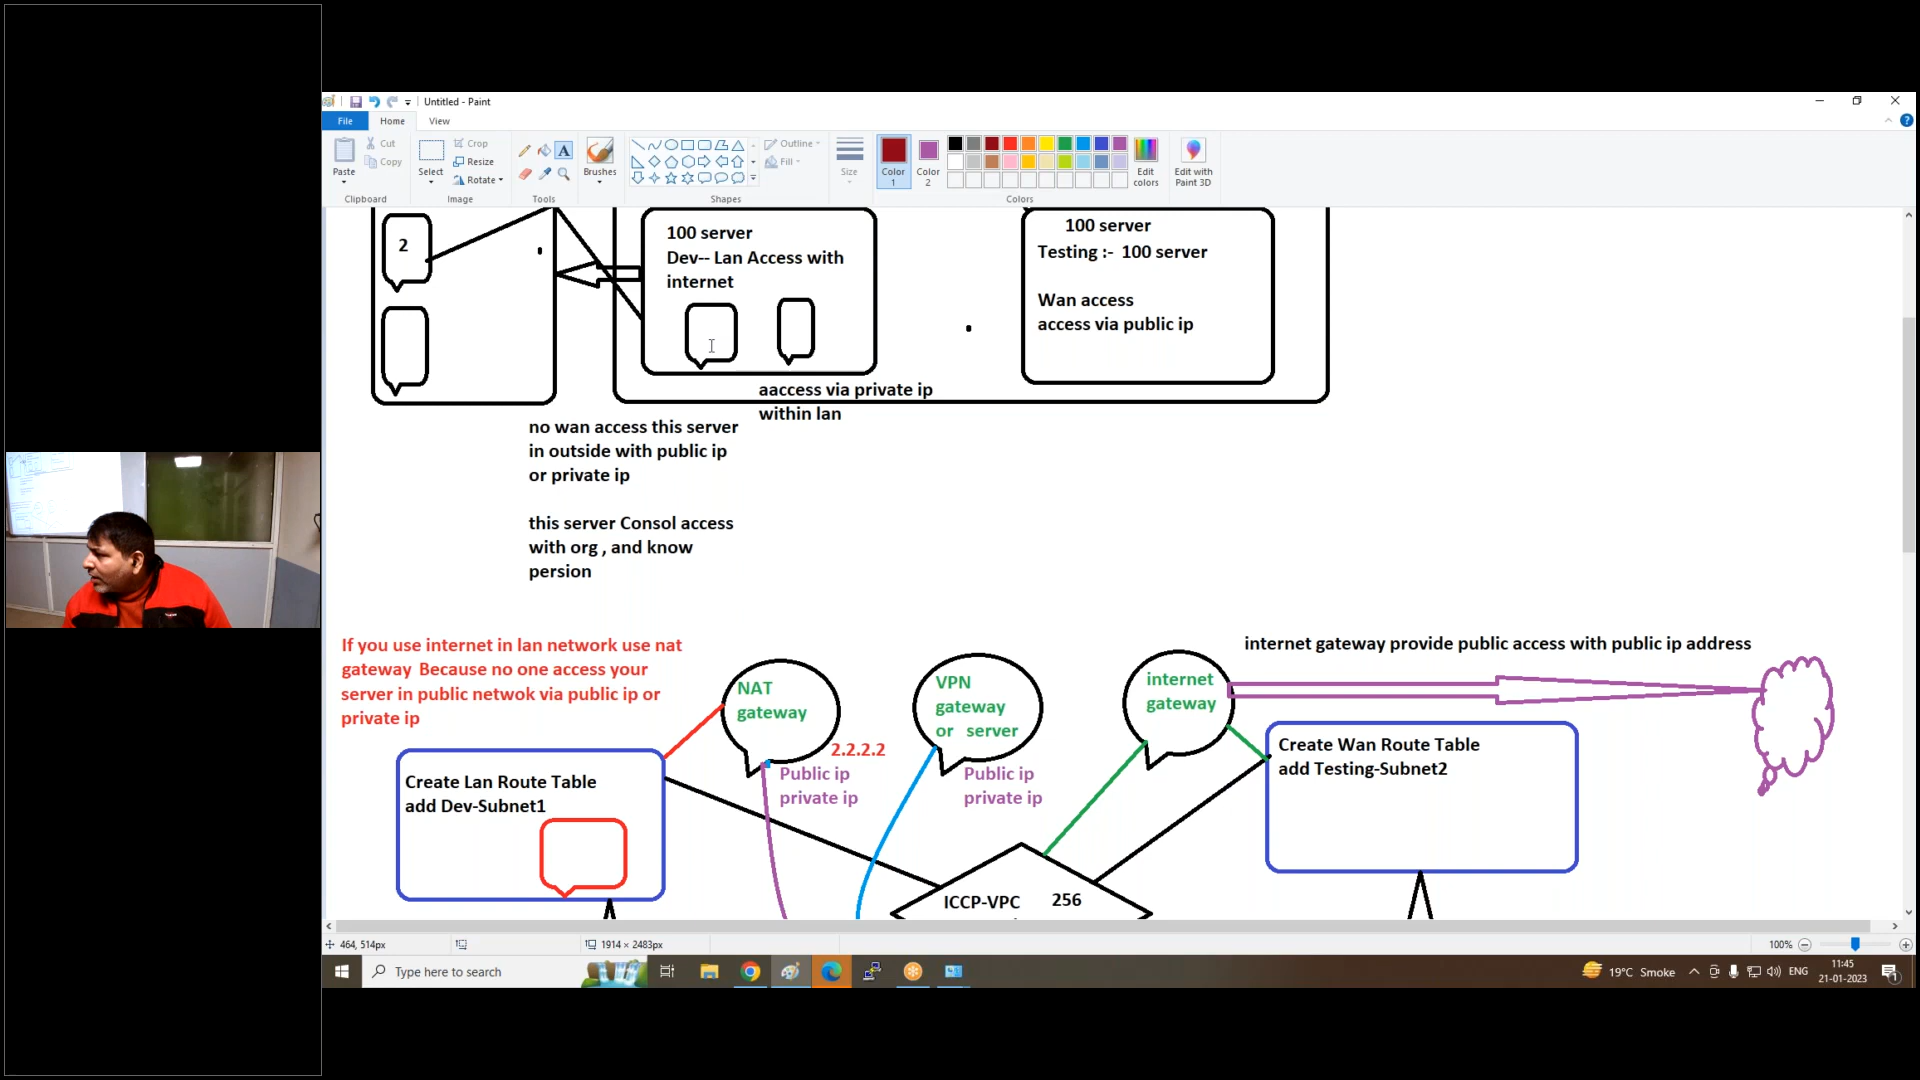 Untitled - Paint
File Home View
Paste
Cut
Copy
Clipboard
Select
Crop
Resize
Rotate
Image
Tools
Brushes
Shapes
Outline
Fill
Size
Color
1
Color
2
Colors
Edit
colors
Edit with
Paint 3D
2
100 server
Dev-- Lan Access with
internet
100 server
Testing :- 100 server
Wan access
access via public ip
aaccess via private ip
within lan
no wan access this server
in outside with public ip
or private ip
this server Consol access
with org , and know
persion
If you use internet in lan network use nat
gateway Because no one access your
server in public netwok via public ip or
private ip
NAT
gateway
2.2.2.2
Public ip
private ip
VPN
gateway
or server
Public ip
private ip
internet
gateway
internet gateway provide public access with public ip address
Create Lan Route Table
add Dev-Subnet1
Create Wan Route Table
add Testing-Subnet2
ICCP-VPC 256
464, 514px
1914 × 2483px
100%
Type here to search
19°C Smoke
ENG
11:45
21-01-2023
1